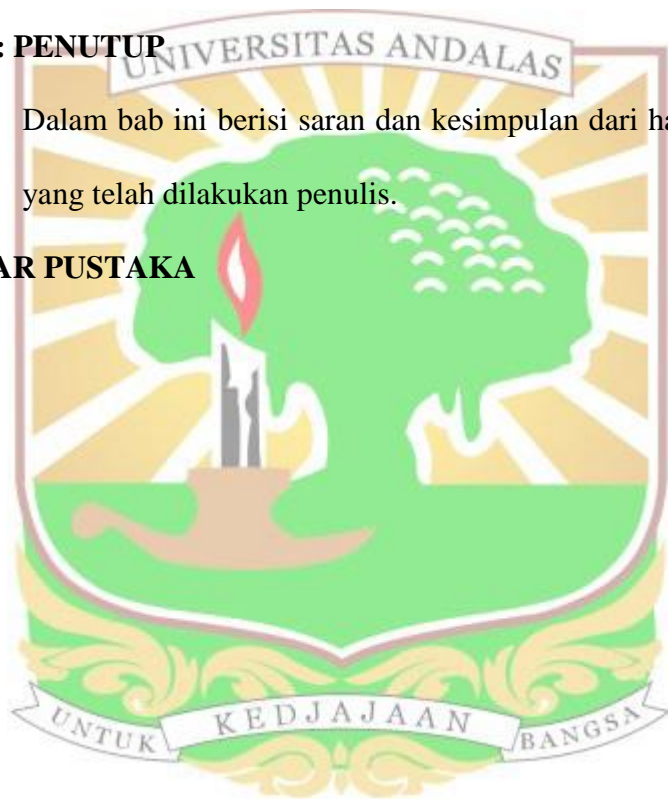 : PENUTUP
UNIVERSITAS ANDALAS
Dalam bab ini berisi saran dan kesimpulan dari ha
yang telah dilakukan penulis.
AR PUSTAKA
UNTUK KEDJAJAAN BANGSA